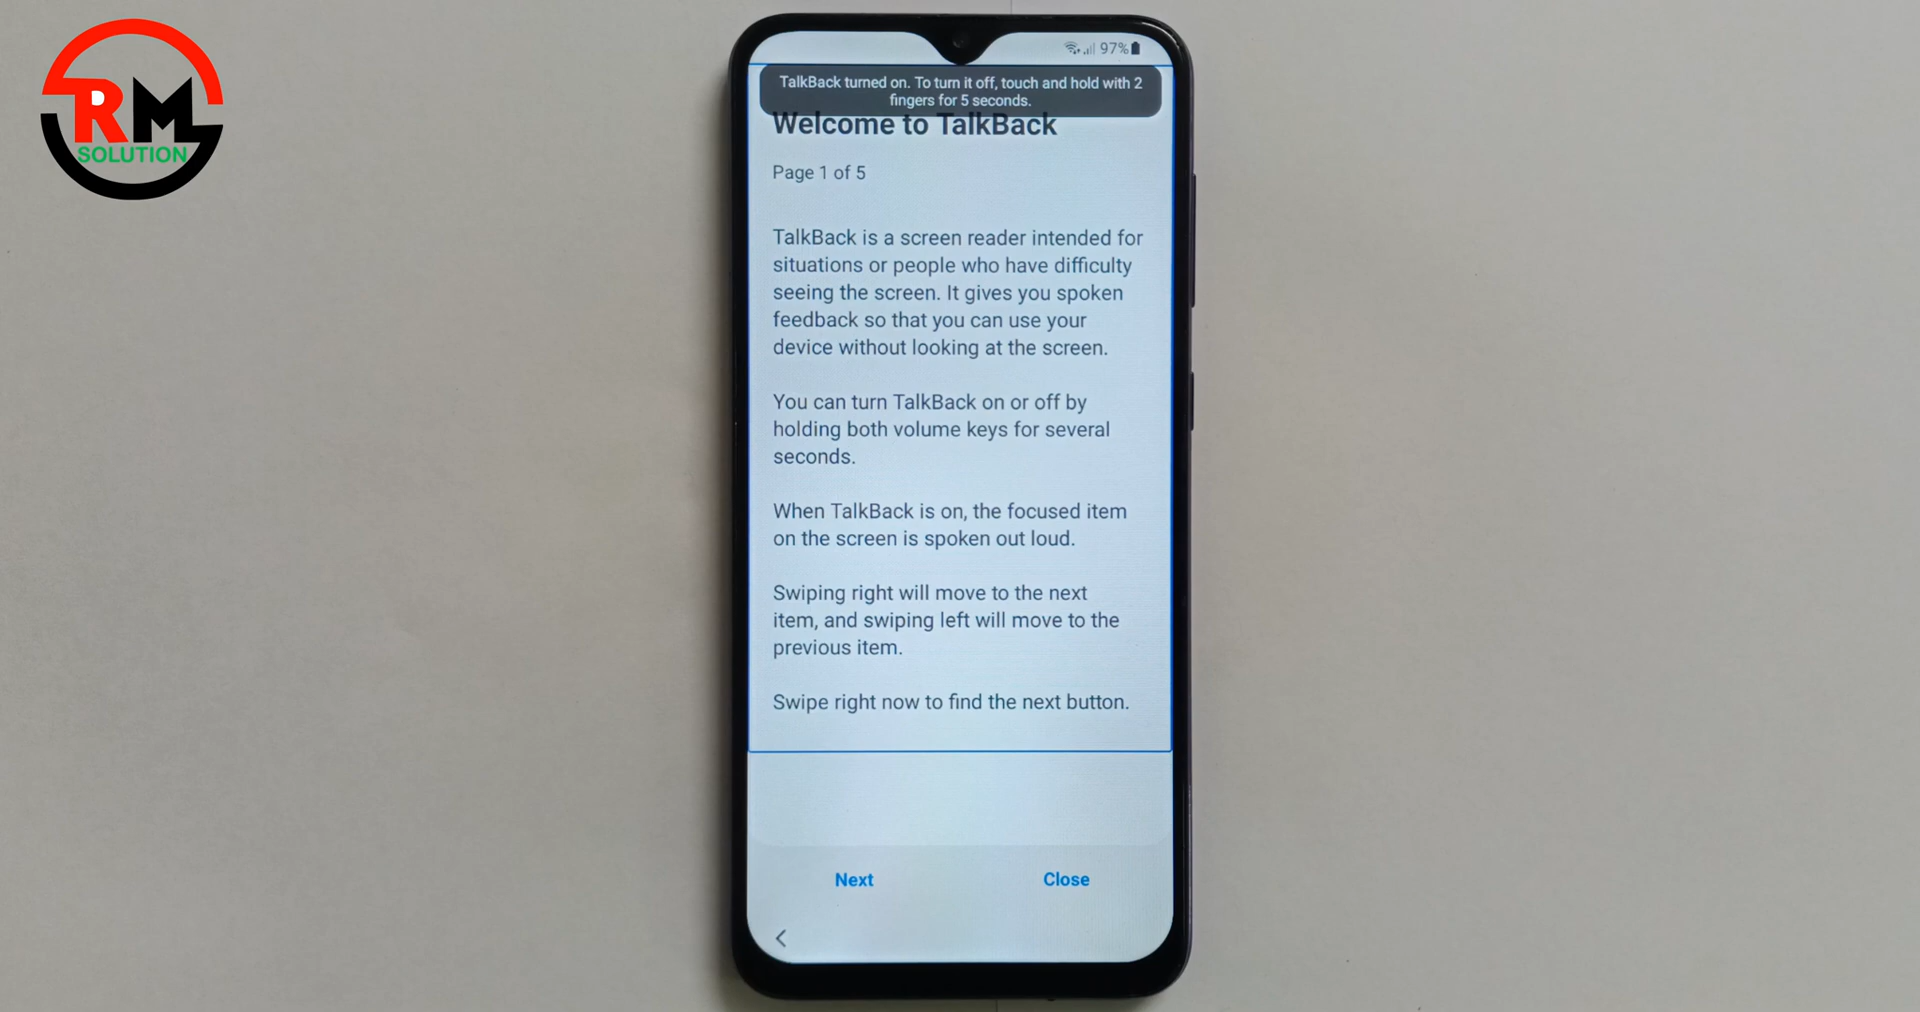 RM
SOLUTION
97%
TalkBack turned on. To turn it off, touch and hold with 2
fingers for 5 seconds.
Welcome to TalkBack
Page 1 of 5
TalkBack is a screen reader intended for
situations or people who have difficulty
seeing the screen. It gives you spoken
feedback so that you can use your
device without looking at the screen.
You can turn TalkBack on or off by
holding both volume keys for several
seconds.
When TalkBack is on, the focused item
on the screen is spoken out loud.
Swiping right will move to the next
item, and swiping left will move to the
previous item.
Swipe right now to find the next button.
Next
Close